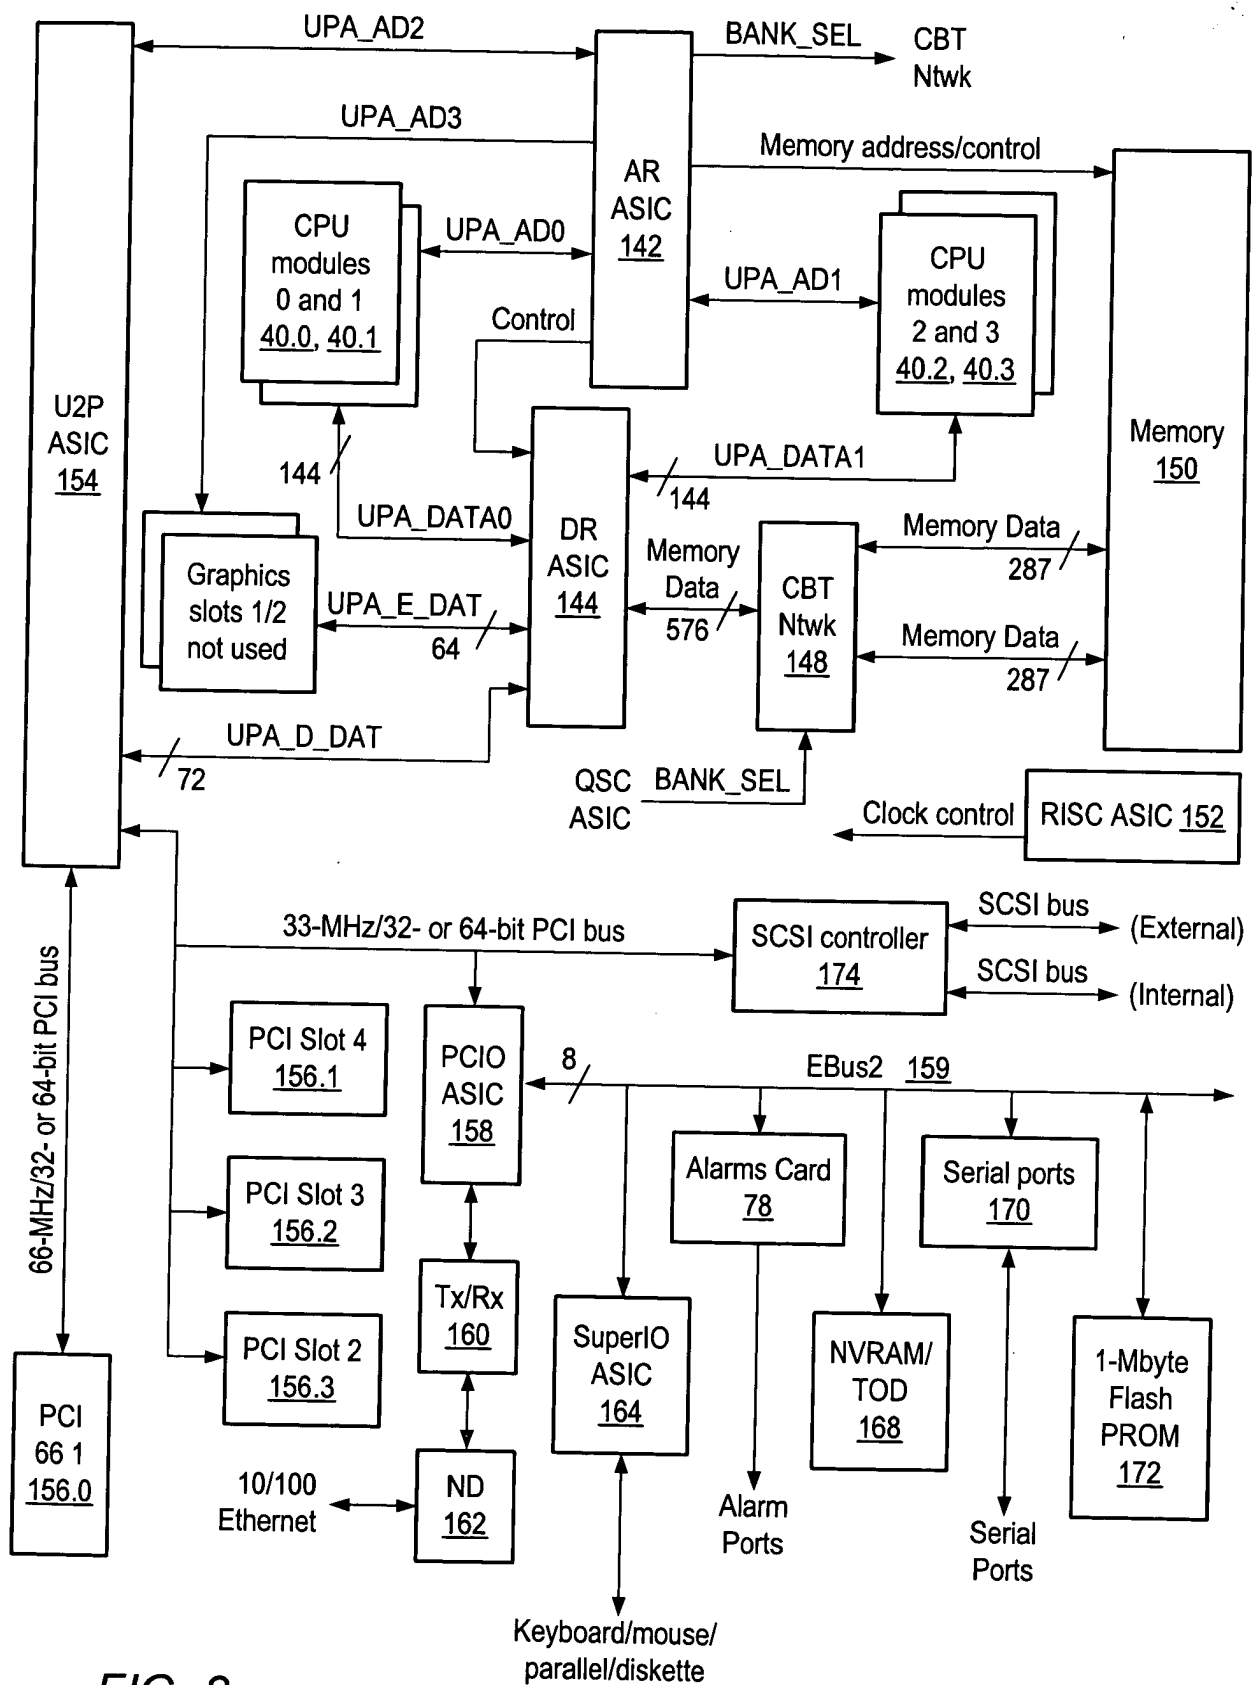 UPA_AD2
BANK_SEL
CBT
Ntwk
UPA_AD3
Memory address/control
AR
ASIC
142
CPU
modules
0 and 1
40.0, 40.1
UPA_AD0
UPA_AD1
CPU
modules
2 and 3
40.2, 40.3
Control
U2P
ASIC
154
Memory
150
144
UPA_DATA1
144
UPA_DATA0
DR
ASIC
144
Memory
Data
576
CBT
Ntwk
148
Memory Data
287
Memory Data
287
Graphics
slots 1/2
not used
UPA_E_DAT
64
UPA_D_DAT
72
QSC
ASIC
BANK_SEL
Clock control
RISC ASIC 152
33-MHz/32- or 64-bit PCI bus
SCSI controller
174
SCSI bus
(External)
SCSI bus
(Internal)
66-MHz/32- or 64-bit PCI bus
PCI Slot 4
156.1
PCIO
ASIC
158
8
EBus2 159
PCI Slot 3
156.2
Alarms Card
78
Serial ports
170
Tx/Rx
160
PCI Slot 2
156.3
SuperIO
ASIC
164
NVRAM/
TOD
168
1-Mbyte
Flash
PROM
172
PCI
66 1
156.0
10/100
Ethernet
ND
162
Alarm
Ports
Serial
Ports
Keyboard/mouse/
parallel/diskette